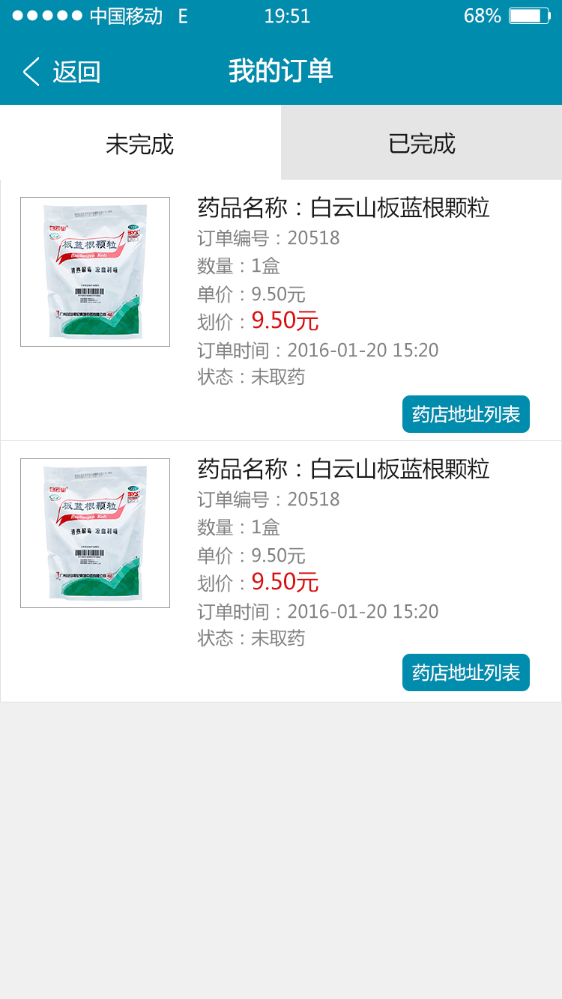 中国移动 E 19:51 68%
返回 我的订单
未完成 已完成
药品名称：白云山板蓝根颗粒
订单编号：20518
数量：1盒
单价：9.50元
划价：9.50元
订单时间：2016-01-20 15:20
状态：未取药
药店地址列表
白云山
板蓝根颗粒
Banlangen Keli
清热解毒 凉血利咽
药品名称：白云山板蓝根颗粒
订单编号：20518
数量：1盒
单价：9.50元
划价：9.50元
订单时间：2016-01-20 15:20
状态：未取药
药店地址列表
白云山
板蓝根颗粒
Banlangen Keli
清热解毒 凉血利咽